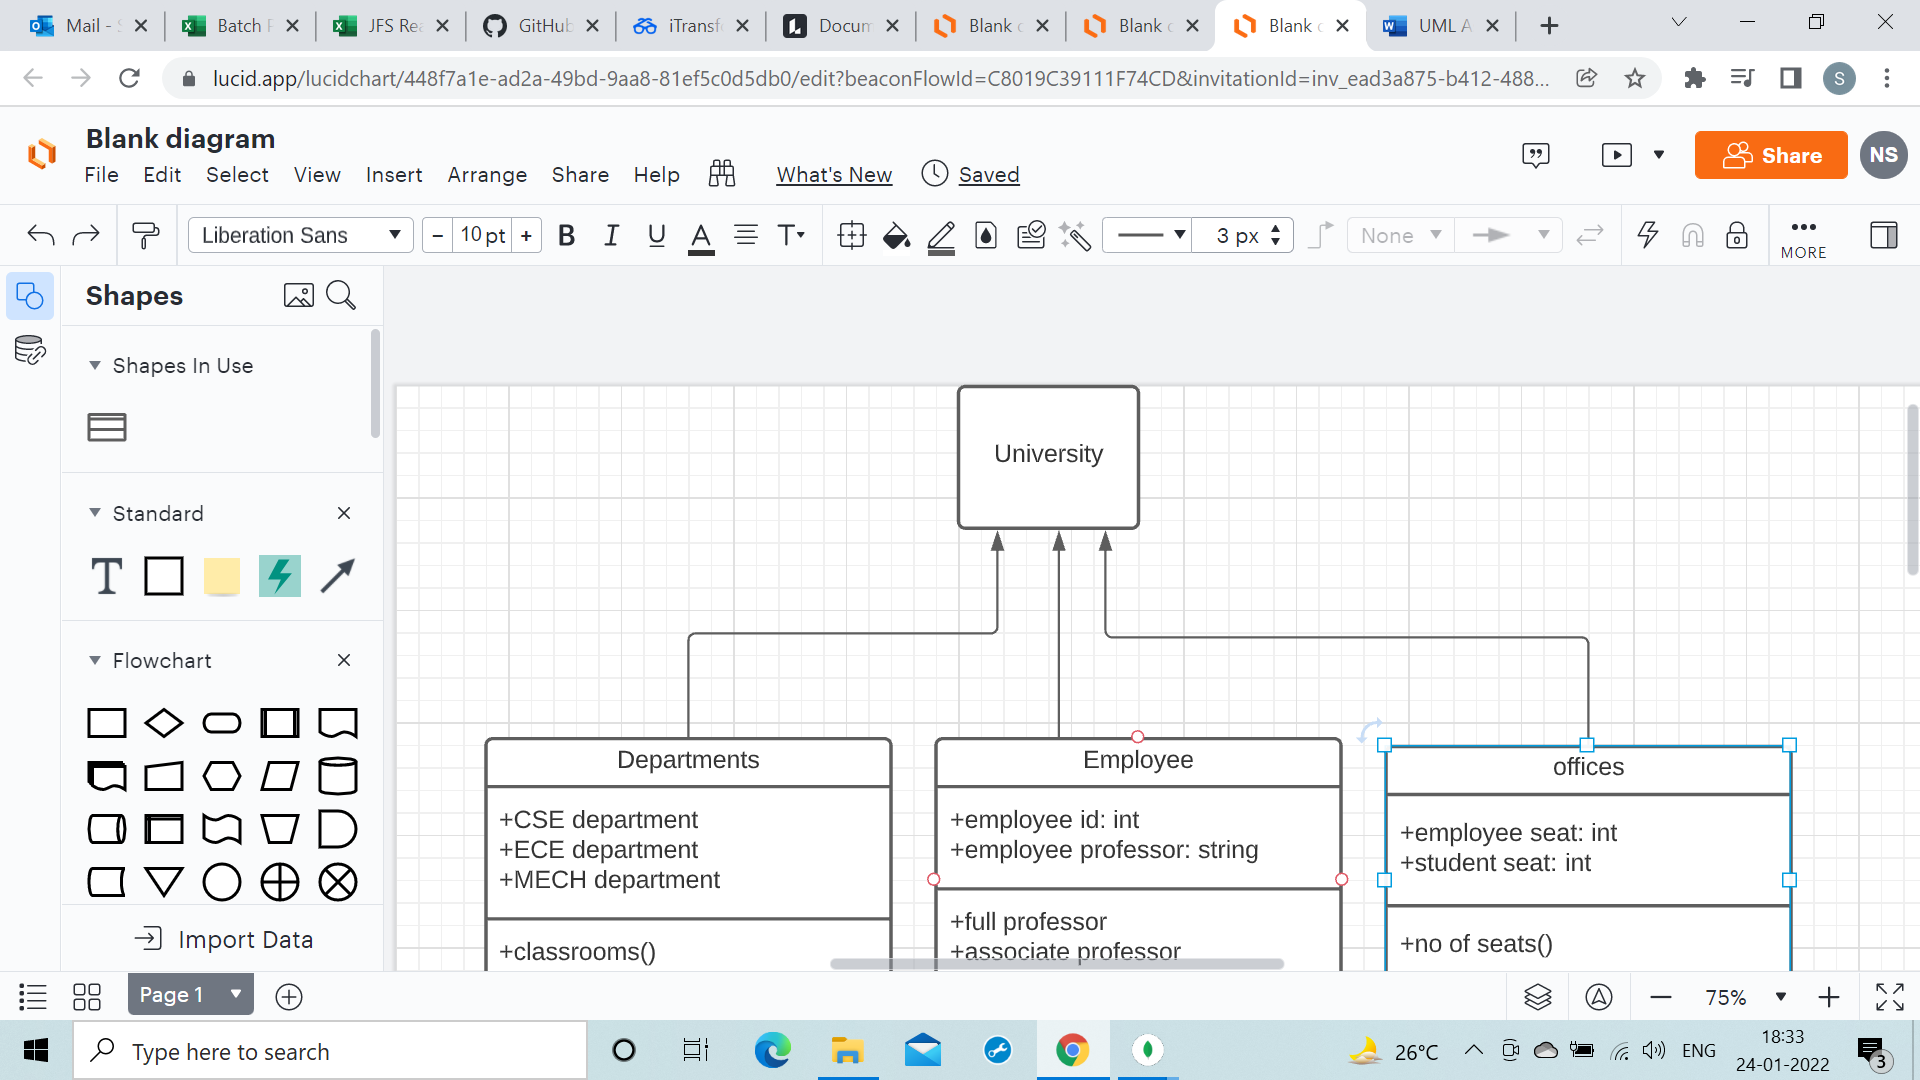 Mail - S
Batch F
JFS Rea
GitHub
iTransf
Docum
Blank c
Blank c
Blank c
UML A
lucid.app/lucidchart/448f7a1e-ad2a-49bd-9aa8-81ef5c0d5db0/edit?beaconFlowId=C8019C39111F74CD&invitationId=inv_ead3a875-b412-488...
S
Blank diagram
File Edit Select View Insert Arrange Share Help What's New Saved
Share
NS
Liberation Sans
- 10 pt +
B I U A T
3 px
None
MORE
Shapes
Shapes In Use
Standard
T
Flowchart
Import Data
University
Departments
+CSE department
+ECE department
+MECH department
+classrooms()
Employee
+employee id: int
+employee professor: string
+full professor
+associate professor
offices
+employee seat: int
+student seat: int
+no of seats()
Page 1
75%
Type here to search
26°C
ENG
18:33
24-01-2022
3